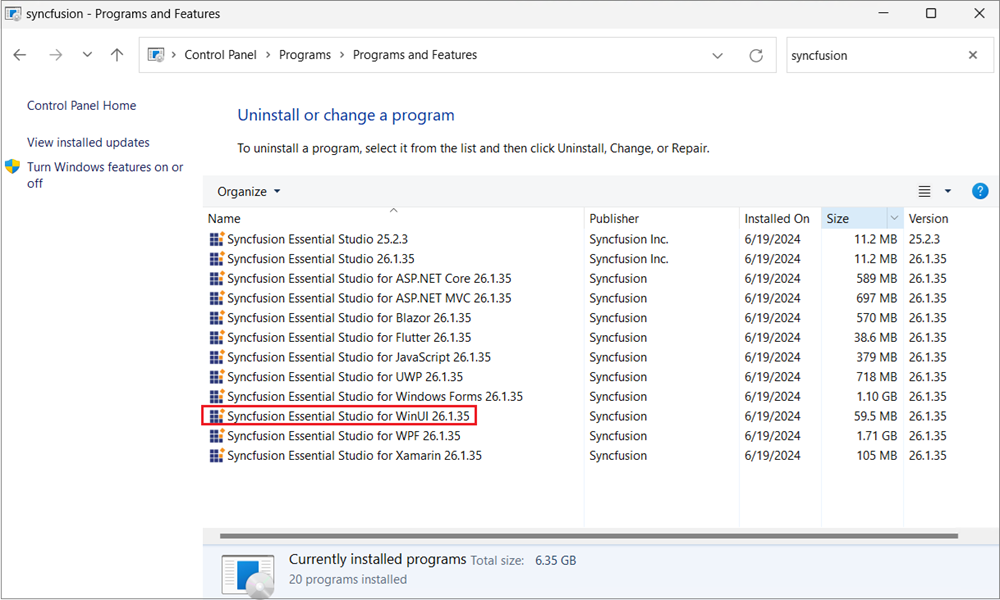 syncfusion - Programs and Features
Control Panel > Programs > Programs and Features
syncfusion
Control Panel Home
View installed updates
Turn Windows features on or
off
Uninstall or change a program
To uninstall a program, select it from the list and then click Uninstall, Change, or Repair.
Organize
Name Publisher Installed On Size Version
Syncfusion Essential Studio 25.2.3 Syncfusion Inc. 6/19/2024 11.2 MB 25.2.3
Syncfusion Essential Studio 26.1.35 Syncfusion Inc. 6/19/2024 11.2 MB 26.1.35
Syncfusion Essential Studio for ASP.NET Core 26.1.35 Syncfusion 6/19/2024 589 MB 26.1.35
Syncfusion Essential Studio for ASP.NET MVC 26.1.35 Syncfusion 6/19/2024 697 MB 26.1.35
Syncfusion Essential Studio for Blazor 26.1.35 Syncfusion 6/19/2024 570 MB 26.1.35
Syncfusion Essential Studio for Flutter 26.1.35 Syncfusion 6/19/2024 38.6 MB 26.1.35
Syncfusion Essential Studio for JavaScript 26.1.35 Syncfusion 6/19/2024 379 MB 26.1.35
Syncfusion Essential Studio for UWP 26.1.35 Syncfusion 6/19/2024 718 MB 26.1.35
Syncfusion Essential Studio for Windows Forms 26.1.35 Syncfusion 6/19/2024 1.10 GB 26.1.35
Syncfusion Essential Studio for WinUI 26.1.35 Syncfusion 6/19/2024 59.5 MB 26.1.35
Syncfusion Essential Studio for WPF 26.1.35 Syncfusion 6/19/2024 1.71 GB 26.1.35
Syncfusion Essential Studio for Xamarin 26.1.35 Syncfusion 6/19/2024 105 MB 26.1.35
Currently installed programs Total size: 6.35 GB
20 programs installed